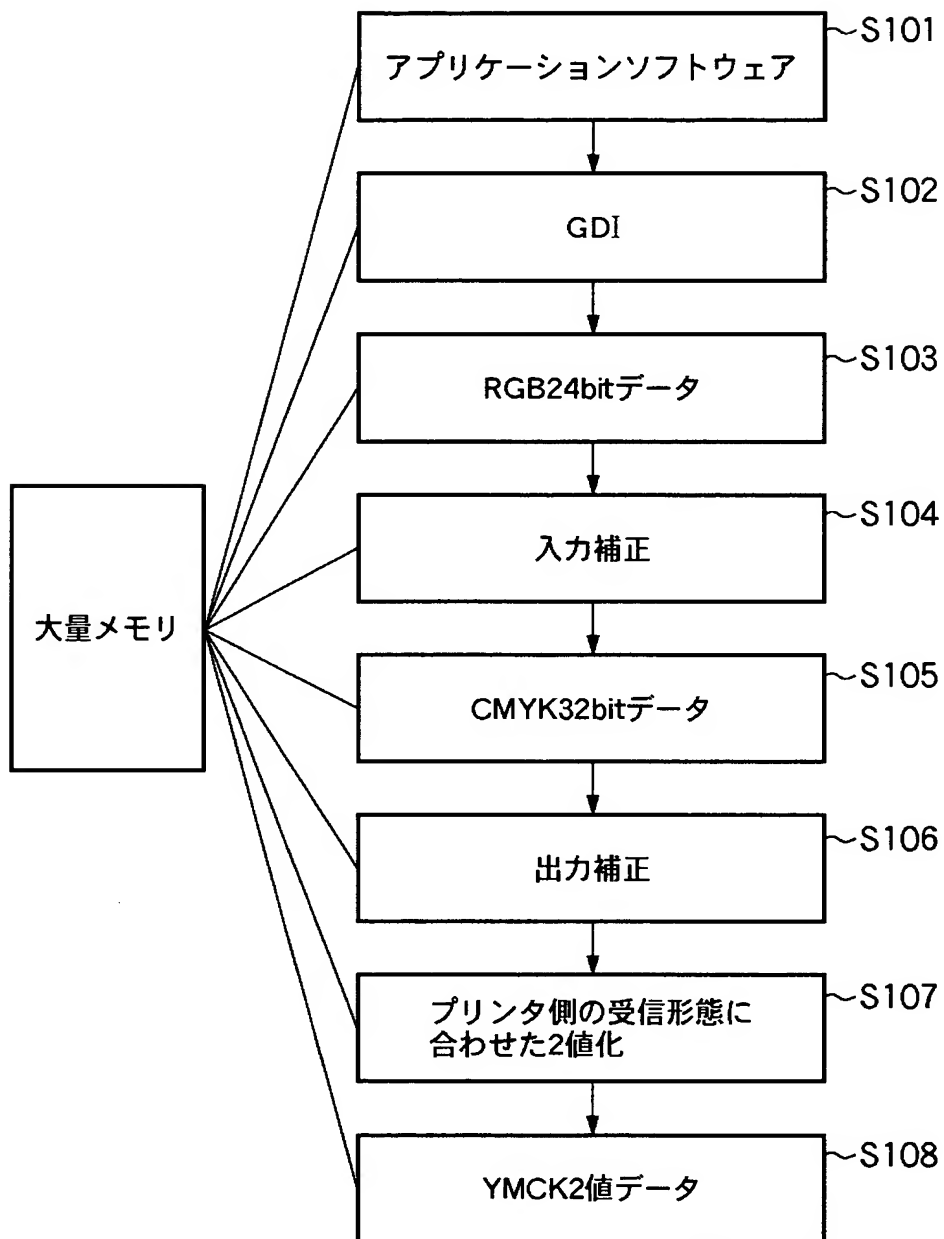 S101
アプリケーションソフトウェア
S102
GDI
S103
RGB24bitデータ
S104
入力補正
大量メモリ
S105
CMYK32bitデータ
S106
出力補正
S107
プリンタ側の受信形態に
合わせた2値化
S108
YMCK2値データ